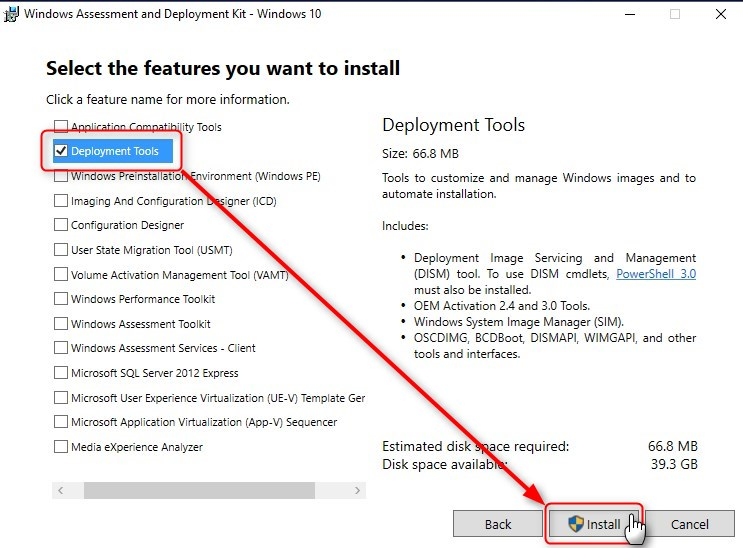 Windows Assessment and Deployment Kit - Windows 10
Select the features you want to install
Click a feature name for more information.
Application Compatibility Tools
Deployment Tools
Windows Preinstallation Environment (Windows PE)
Imaging And Configuration Designer (ICD)
Configuration Designer
User State Migration Tool (USMT)
Volume Activation Management Tool (VAMT)
Windows Performance Toolkit
Windows Assessment Toolkit
Windows Assessment Services - Client
Microsoft SQL Server 2012 Express
Microsoft User Experience Virtualization (UE-V) Template Ger
Microsoft Application Virtualization (App-V) Sequencer
Media eXperience Analyzer
Deployment Tools
Size: 66.8 MB
Tools to customize and manage Windows images and to
automate installation.
Includes:
• Deployment Image Servicing and Management
(DISM) tool. To use DISM cmdlets, PowerShell 3.0
must also be installed.
• OEM Activation 2.4 and 3.0 Tools.
• Windows System Image Manager (SIM).
• OSCDIMG, BCDBoot, DISMAPI, WIMGAPI, and other
tools and interfaces.
Estimated disk space required: 66.8 MB
Disk space available: 39.3 GB
Back Install Cancel